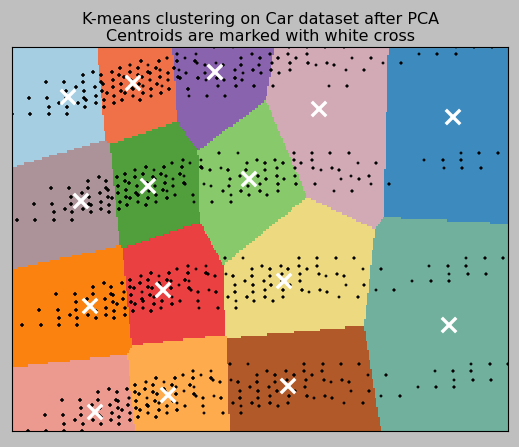 K-means clustering on Car dataset after PCA
Centroids are marked with white cross